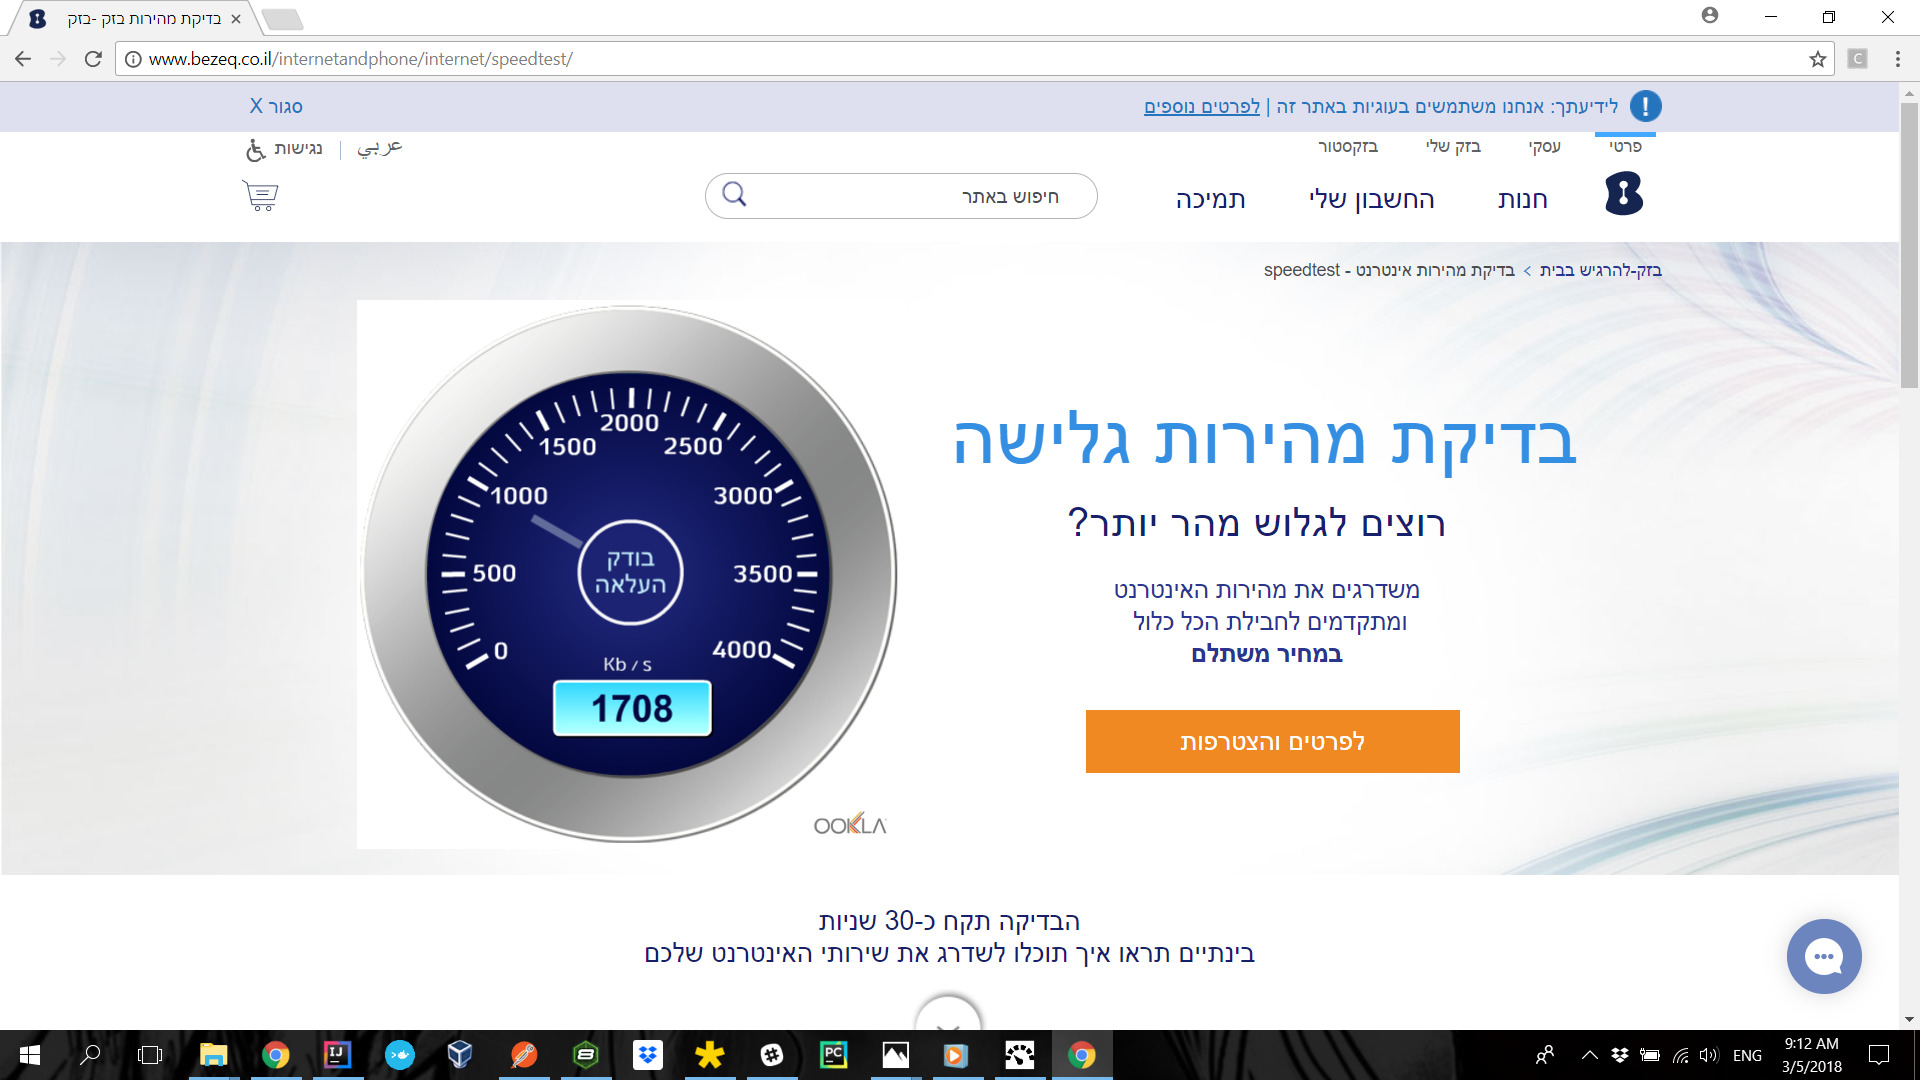 בדיקת מהירות בזק -בזק
www.bezeq.co.il/internetandphone/internet/speedtest/
C
לידיעתך: אנחנו משתמשים בעוגיות באתר זה | לפרטים נוספים
סגור X
פרטי
עסקי
בזק שלי
בזקסטור
عربي
נגישות
חנות
החשבון שלי
תמיכה
חיפוש באתר
בזק-להרגיש בבית > בדיקת מהירות אינטרנט - speedtest
בדיקת מהירות גלישה
רוצים לגלוש מהר יותר?
משדרגים את מהירות האינטרנט
ומתקדמים לחבילת הכל כלול
במחיר משתלם
לפרטים והצטרפות
0
500
1000
1500
2000
2500
3000
3500
4000
בודק
העלאה
Kb / s
1708
OOKLA
הבדיקה תקח כ-30 שניות
בינתיים תראו איך תוכלו לשדרג את שירותי האינטרנט שלכם
IJ
8
PC
ENG
9:12 AM
3/5/2018